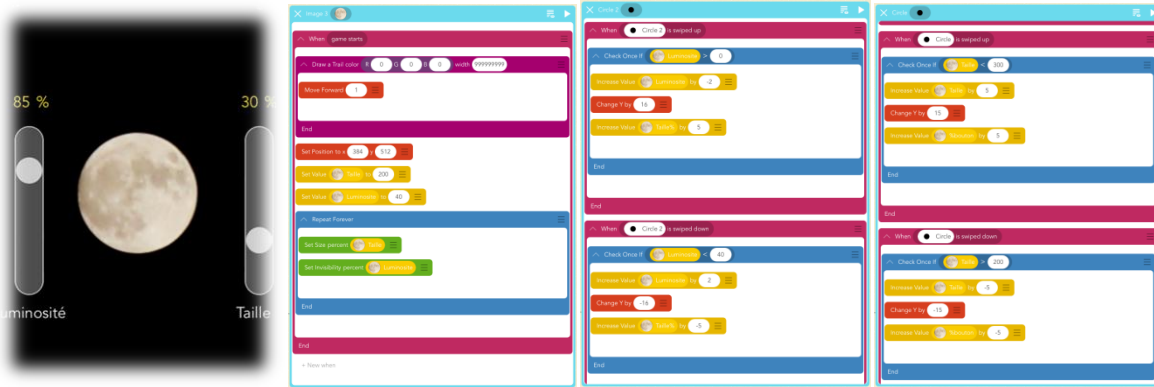 85 %
30 %
uminosité
Taille
Image 2
When game starts
Draw a Trail color R 0 G 0 B 0 width 999999999
Move Forward 1
End
Set Position to x 384 y 512
Set Value Taille to 200
Set Value Luminosité to 40
Repeat Forever
Set Size percent Taille
Set Invisibility percent Luminosité
End
End
+ New when
Circle 2
When Circle 2 is swiped up
Check Once If Luminosité > 0
Increase Value Luminosité by -2
Change Y by 16
Increase Value Taille% by 5
End
End
When Circle 2 is swiped down
Check Once If Luminosité < 40
Increase Value Luminosité by 2
Change Y by -16
Increase Value Taille% by -5
End
Circle
When Circle is swiped up
Check Once If Taille < 300
Increase Value Taille by 5
Change Y by 15
Increase Value by 5
End
End
When Circle is swiped down
Check Once If Taille > 200
Increase Value Taille by -5
Change Y by -15
Increase Value by -5
End